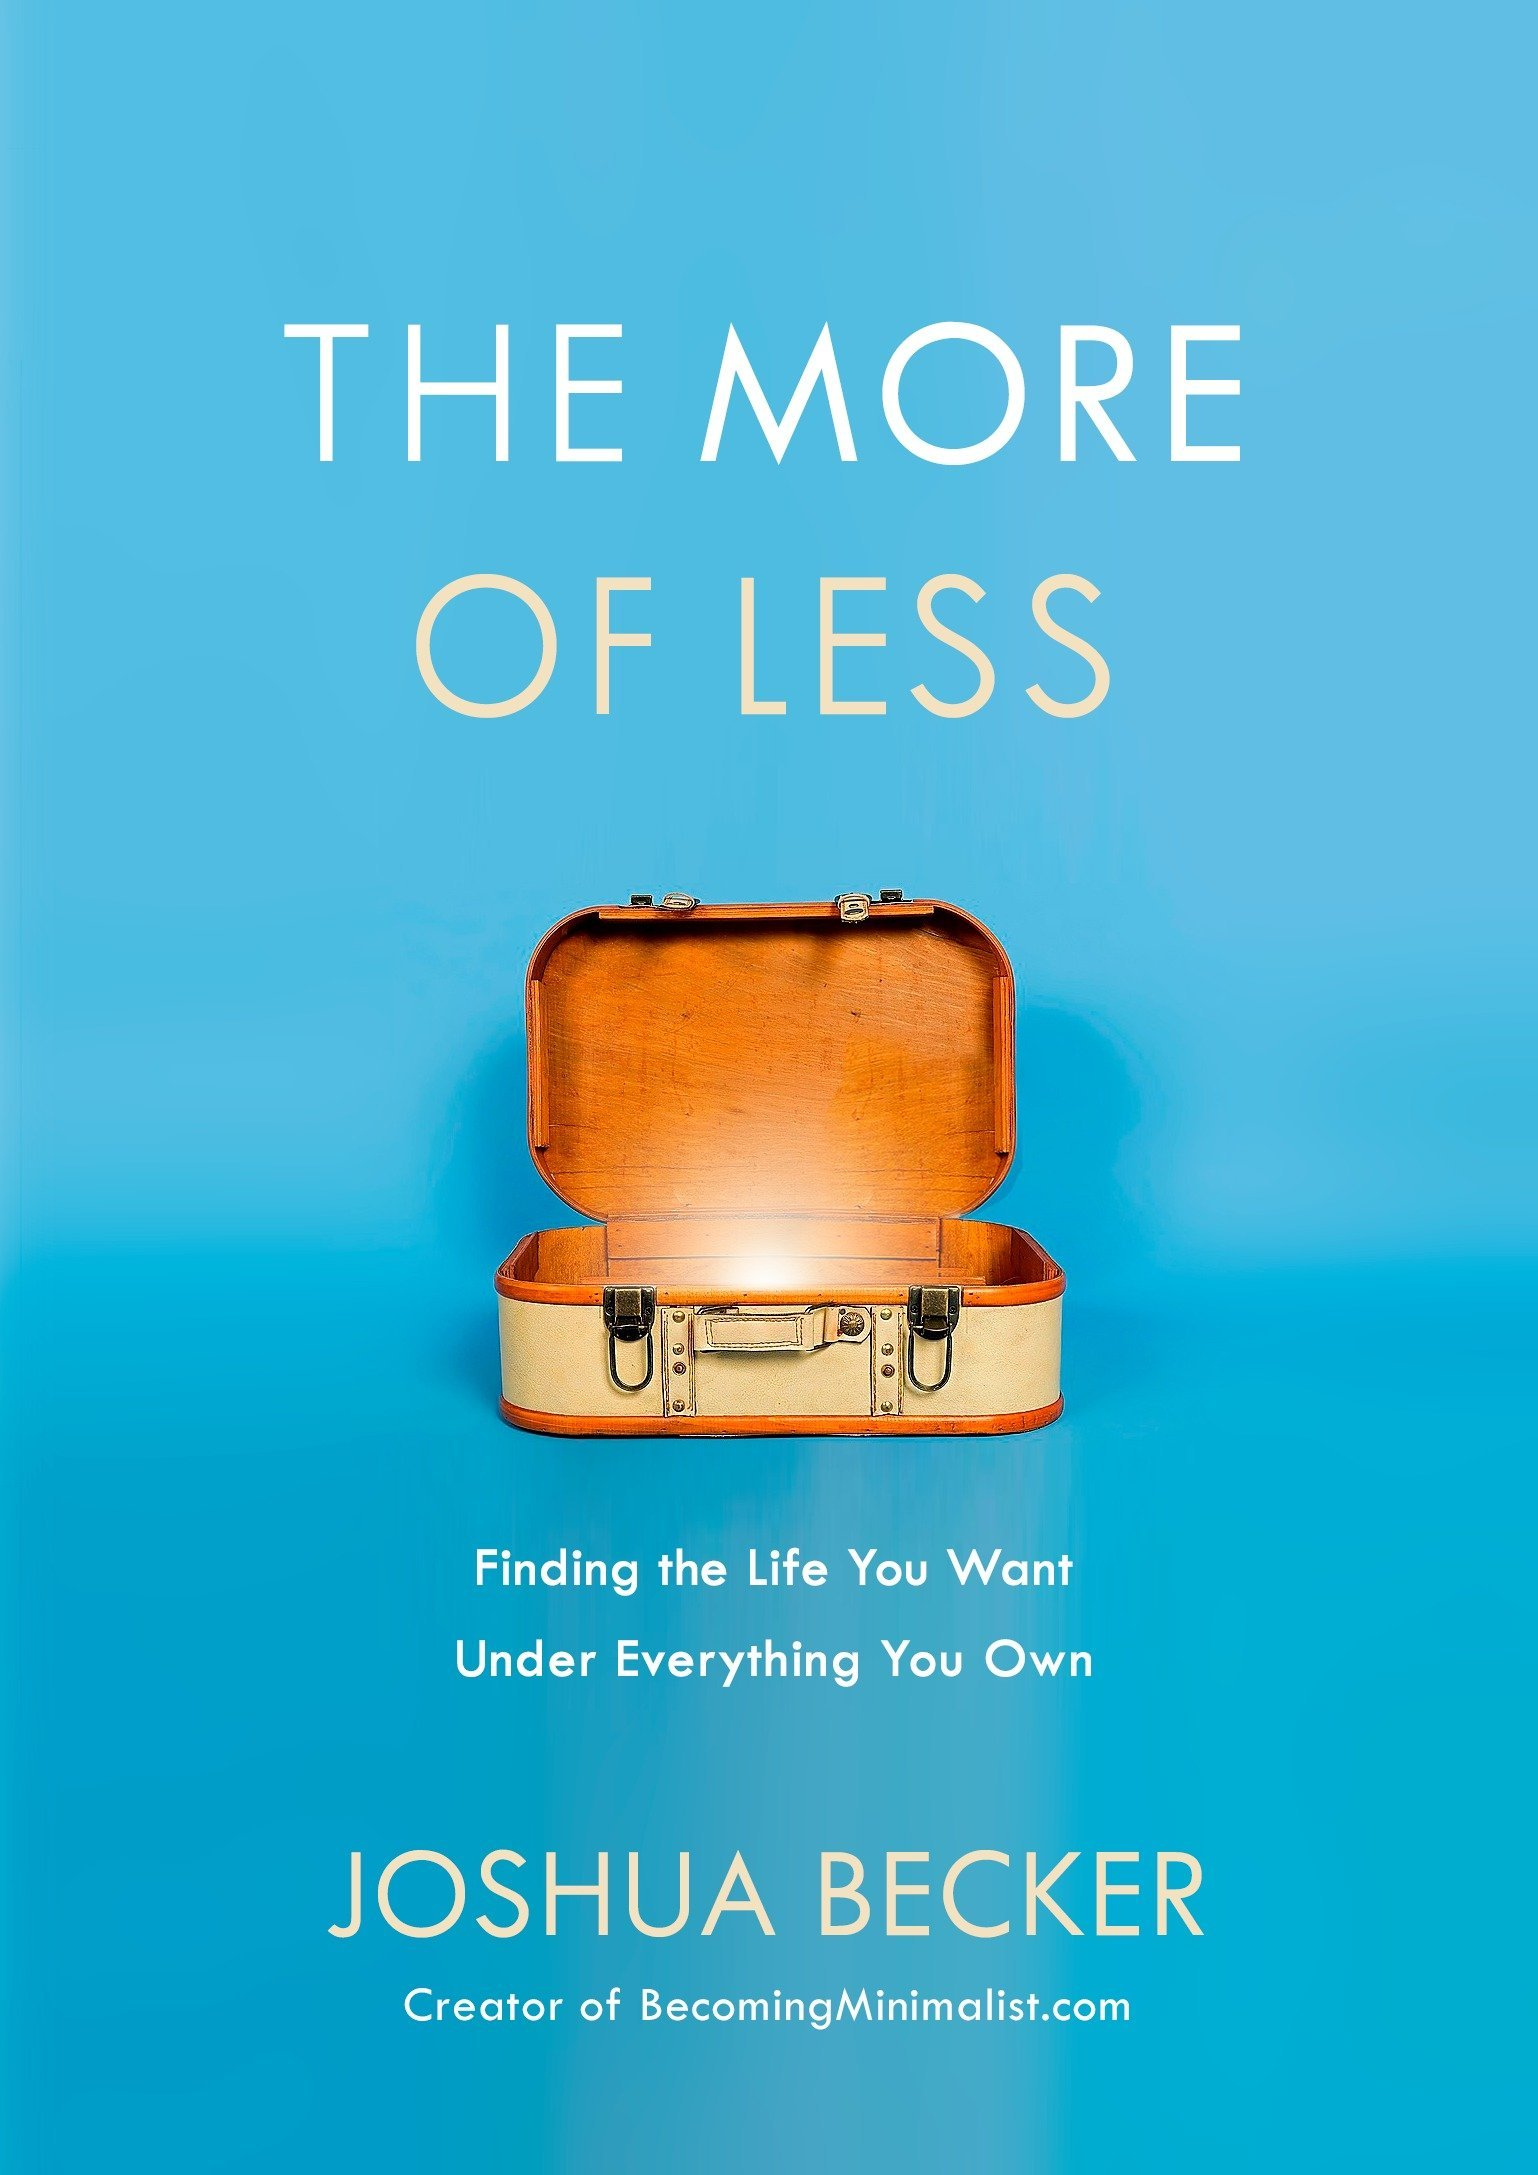 THE MORE
OF LESS
Finding the Life You Want
Under Everything You Own
JOSHUA BECKER
Creator of BecomingMinimalist.com